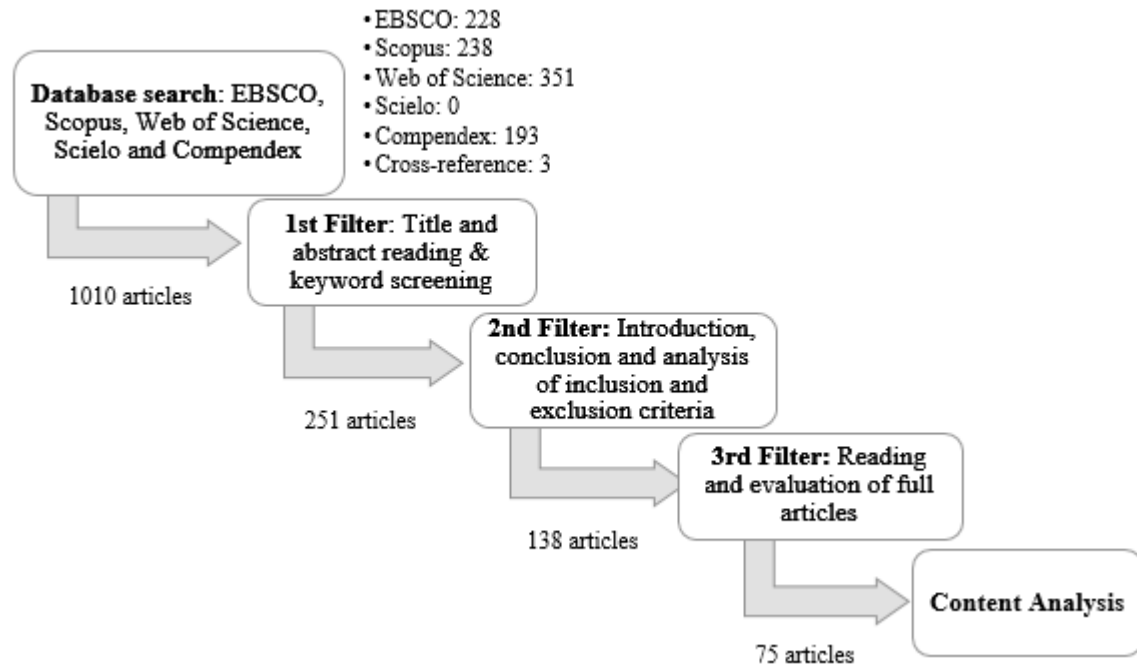 • EBSCO: 228
• Scopus: 238
• Web of Science: 351
• Scielo: 0
• Compendex: 193
• Cross-reference: 3
Database search: EBSCO,
Scopus, Web of Science,
Scielo and Compendex
1010 articles
1st Filter: Title and
abstract reading &
keyword screening
251 articles
2nd Filter: Introduction,
conclusion and analysis
of inclusion and
exclusion criteria
138 articles
3rd Filter: Reading
and evaluation of full
articles
75 articles
Content Analysis